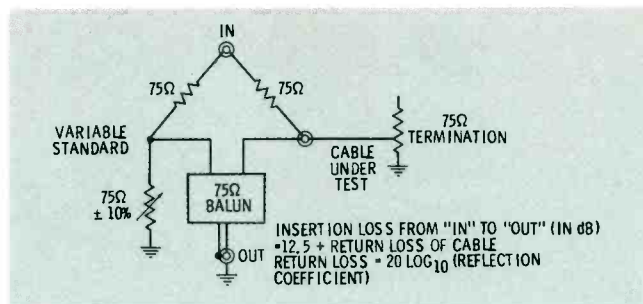 IN
75Ω
75Ω
VARIABLE
STANDARD
75Ω
TERMINATION
CABLE
UNDER
TEST
75Ω
± 10%
75Ω
BALUN
OUT
INSERTION LOSS FROM "IN" TO "OUT" (IN dB)
=12.5 + RETURN LOSS OF CABLE
RETURN LOSS = 20 LOG10 (REFLECTION
COEFFICIENT)